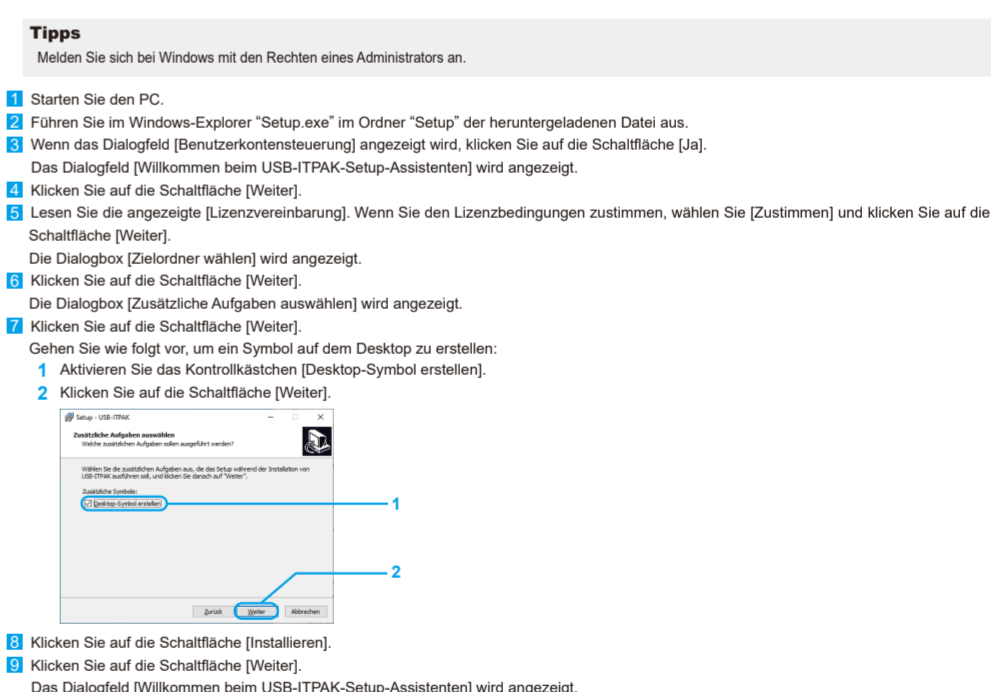 Tipps
Melden Sie sich bei Windows mit den Rechten eines Administrators an.
1 Starten Sie den PC.
2 Führen Sie im Windows-Explorer “Setup.exe” im Ordner “Setup” der heruntergeladenen Datei aus.
3 Wenn das Dialogfeld [Benutzerkontensteuerung] angezeigt wird, klicken Sie auf die Schaltfläche [Ja].
Das Dialogfeld [Willkommen beim USB-ITPAK-Setup-Assistenten] wird angezeigt.
4 Klicken Sie auf die Schaltfläche [Weiter].
5 Lesen Sie die angezeigte [Lizenzvereinbarung]. Wenn Sie den Lizenzbedingungen zustimmen, wählen Sie [Zustimmen] und klicken Sie auf die
Schaltfläche [Weiter].
Die Dialogbox [Zielordner wählen] wird angezeigt.
6 Klicken Sie auf die Schaltfläche [Weiter].
Die Dialogbox [Zusätzliche Aufgaben auswählen] wird angezeigt.
7 Klicken Sie auf die Schaltfläche [Weiter].
Gehen Sie wie folgt vor, um ein Symbol auf dem Desktop zu erstellen:
1 Aktivieren Sie das Kontrollkästchen [Desktop-Symbol erstellen].
2 Klicken Sie auf die Schaltfläche [Weiter].
Setup - USB-ITPAK
Zusätzliche Aufgaben auswählen
Welche zusätzlichen Aufgaben sollen ausgeführt werden?
Wählen Sie die zusätzlichen Aufgaben aus, die das Setup während der Installation von
USB-ITPAK ausführen soll, und klicken Sie danach auf "Weiter".
Zusätzliche Symbole:
Desktop-Symbol erstellen
1
2
Zurück Weiter Abbrechen
8 Klicken Sie auf die Schaltfläche [Installieren].
9 Klicken Sie auf die Schaltfläche [Weiter].
Das Dialogfeld [Willkommen beim USB-ITPAK-Setup-Assistenten] wird angezeigt.